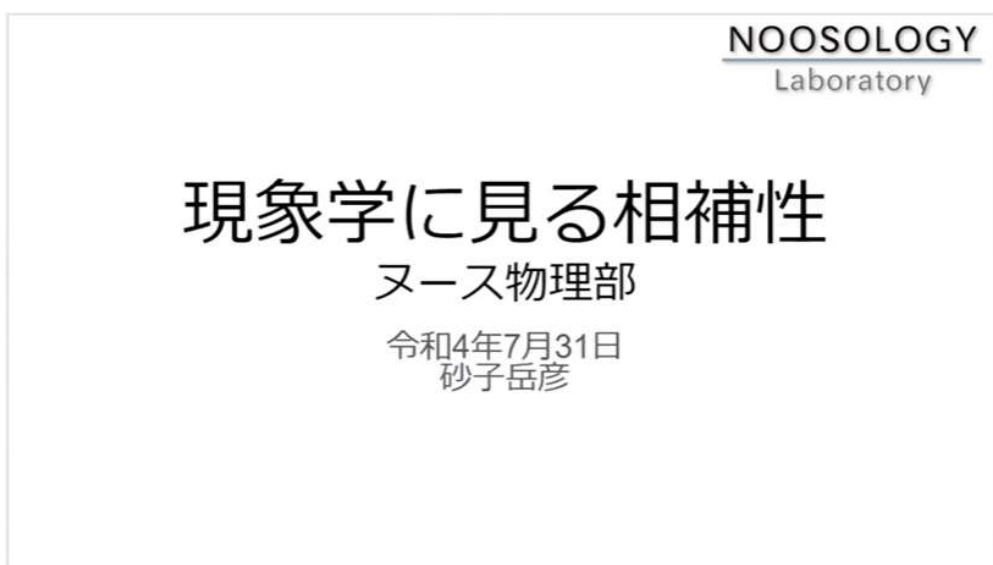 NOOSOLOGY
Laboratory
現象学に見る相補性
ヌース物理部
令和4年7月31日
砂子岳彦